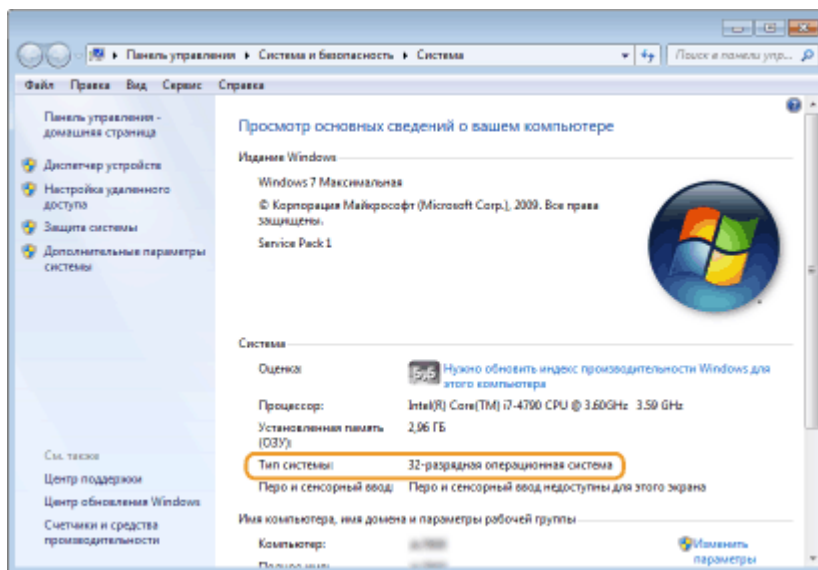 Панель управления ▸ Система и безопасность ▸ Система
Поиск в панели упр...
Файл Правка Вид Сервис Справка
Панель управления -
домашняя страница
Диспетчер устройств
Настройка удаленного
доступа
Защита системы
Дополнительные параметры
системы
См. также
Центр поддержки
Центр обновления Windows
Счетчики и средства
производительности
Просмотр основных сведений о вашем компьютере
Издание Windows
Windows 7 Максимальная
© Корпорация Майкрософт (Microsoft Corp.), 2009. Все права
защищены.
Service Pack 1
Система
Оценка: 5,6 Нужно обновить индекс производительности Windows для
этого компьютера
Процессор: Intel(R) Core(TM) i7-4790 CPU @ 3.60GHz 3.59 GHz
Установленная память 2,96 ГБ
(ОЗУ):
Тип системы: 32-разрядная операционная система
Перо и сенсорный ввод: Перо и сенсорный ввод недоступны для этого экрана
Имя компьютера, имя домена и параметры рабочей группы
Компьютер: Изменить
параметры